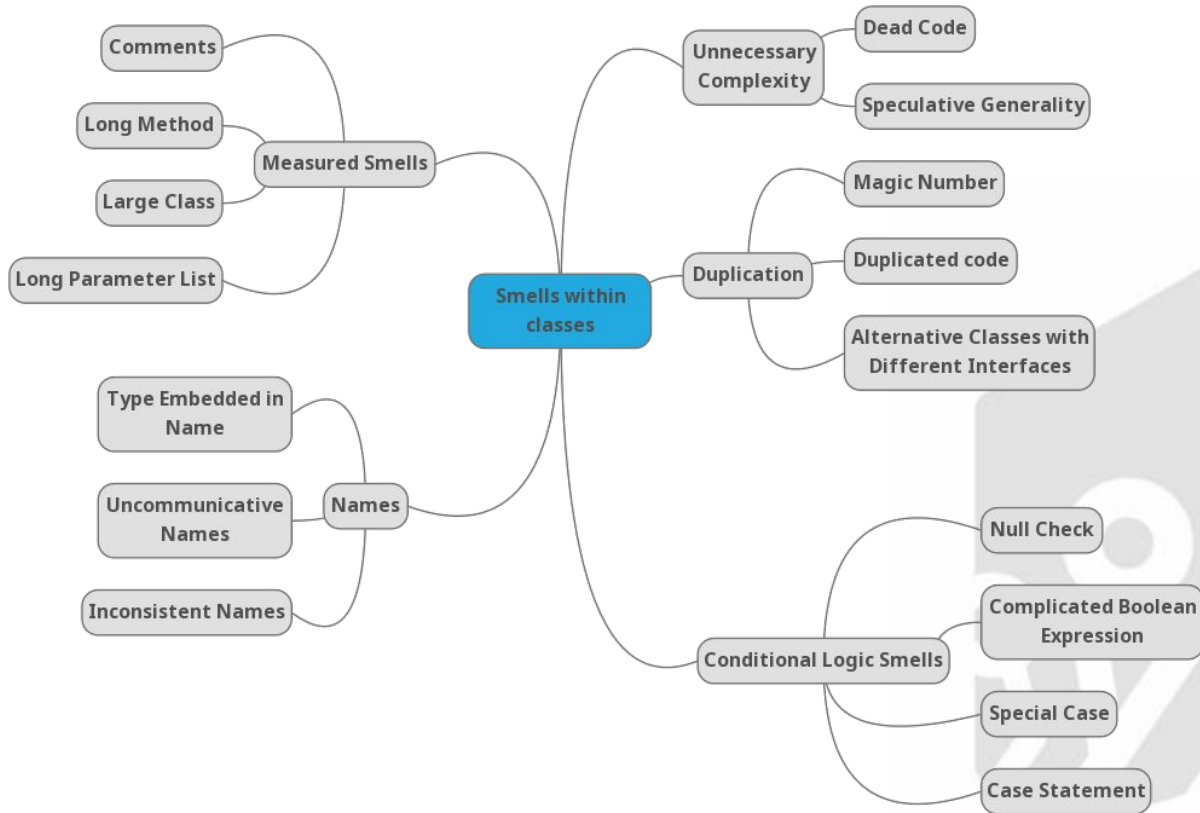 Smells within
classes
Measured Smells
Comments
Long Method
Large Class
Long Parameter List
Names
Type Embedded in
Name
Uncommunicative
Names
Inconsistent Names
Unnecessary
Complexity
Dead Code
Speculative Generality
Duplication
Magic Number
Duplicated code
Alternative Classes with
Different Interfaces
Conditional Logic Smells
Null Check
Complicated Boolean
Expression
Special Case
Case Statement